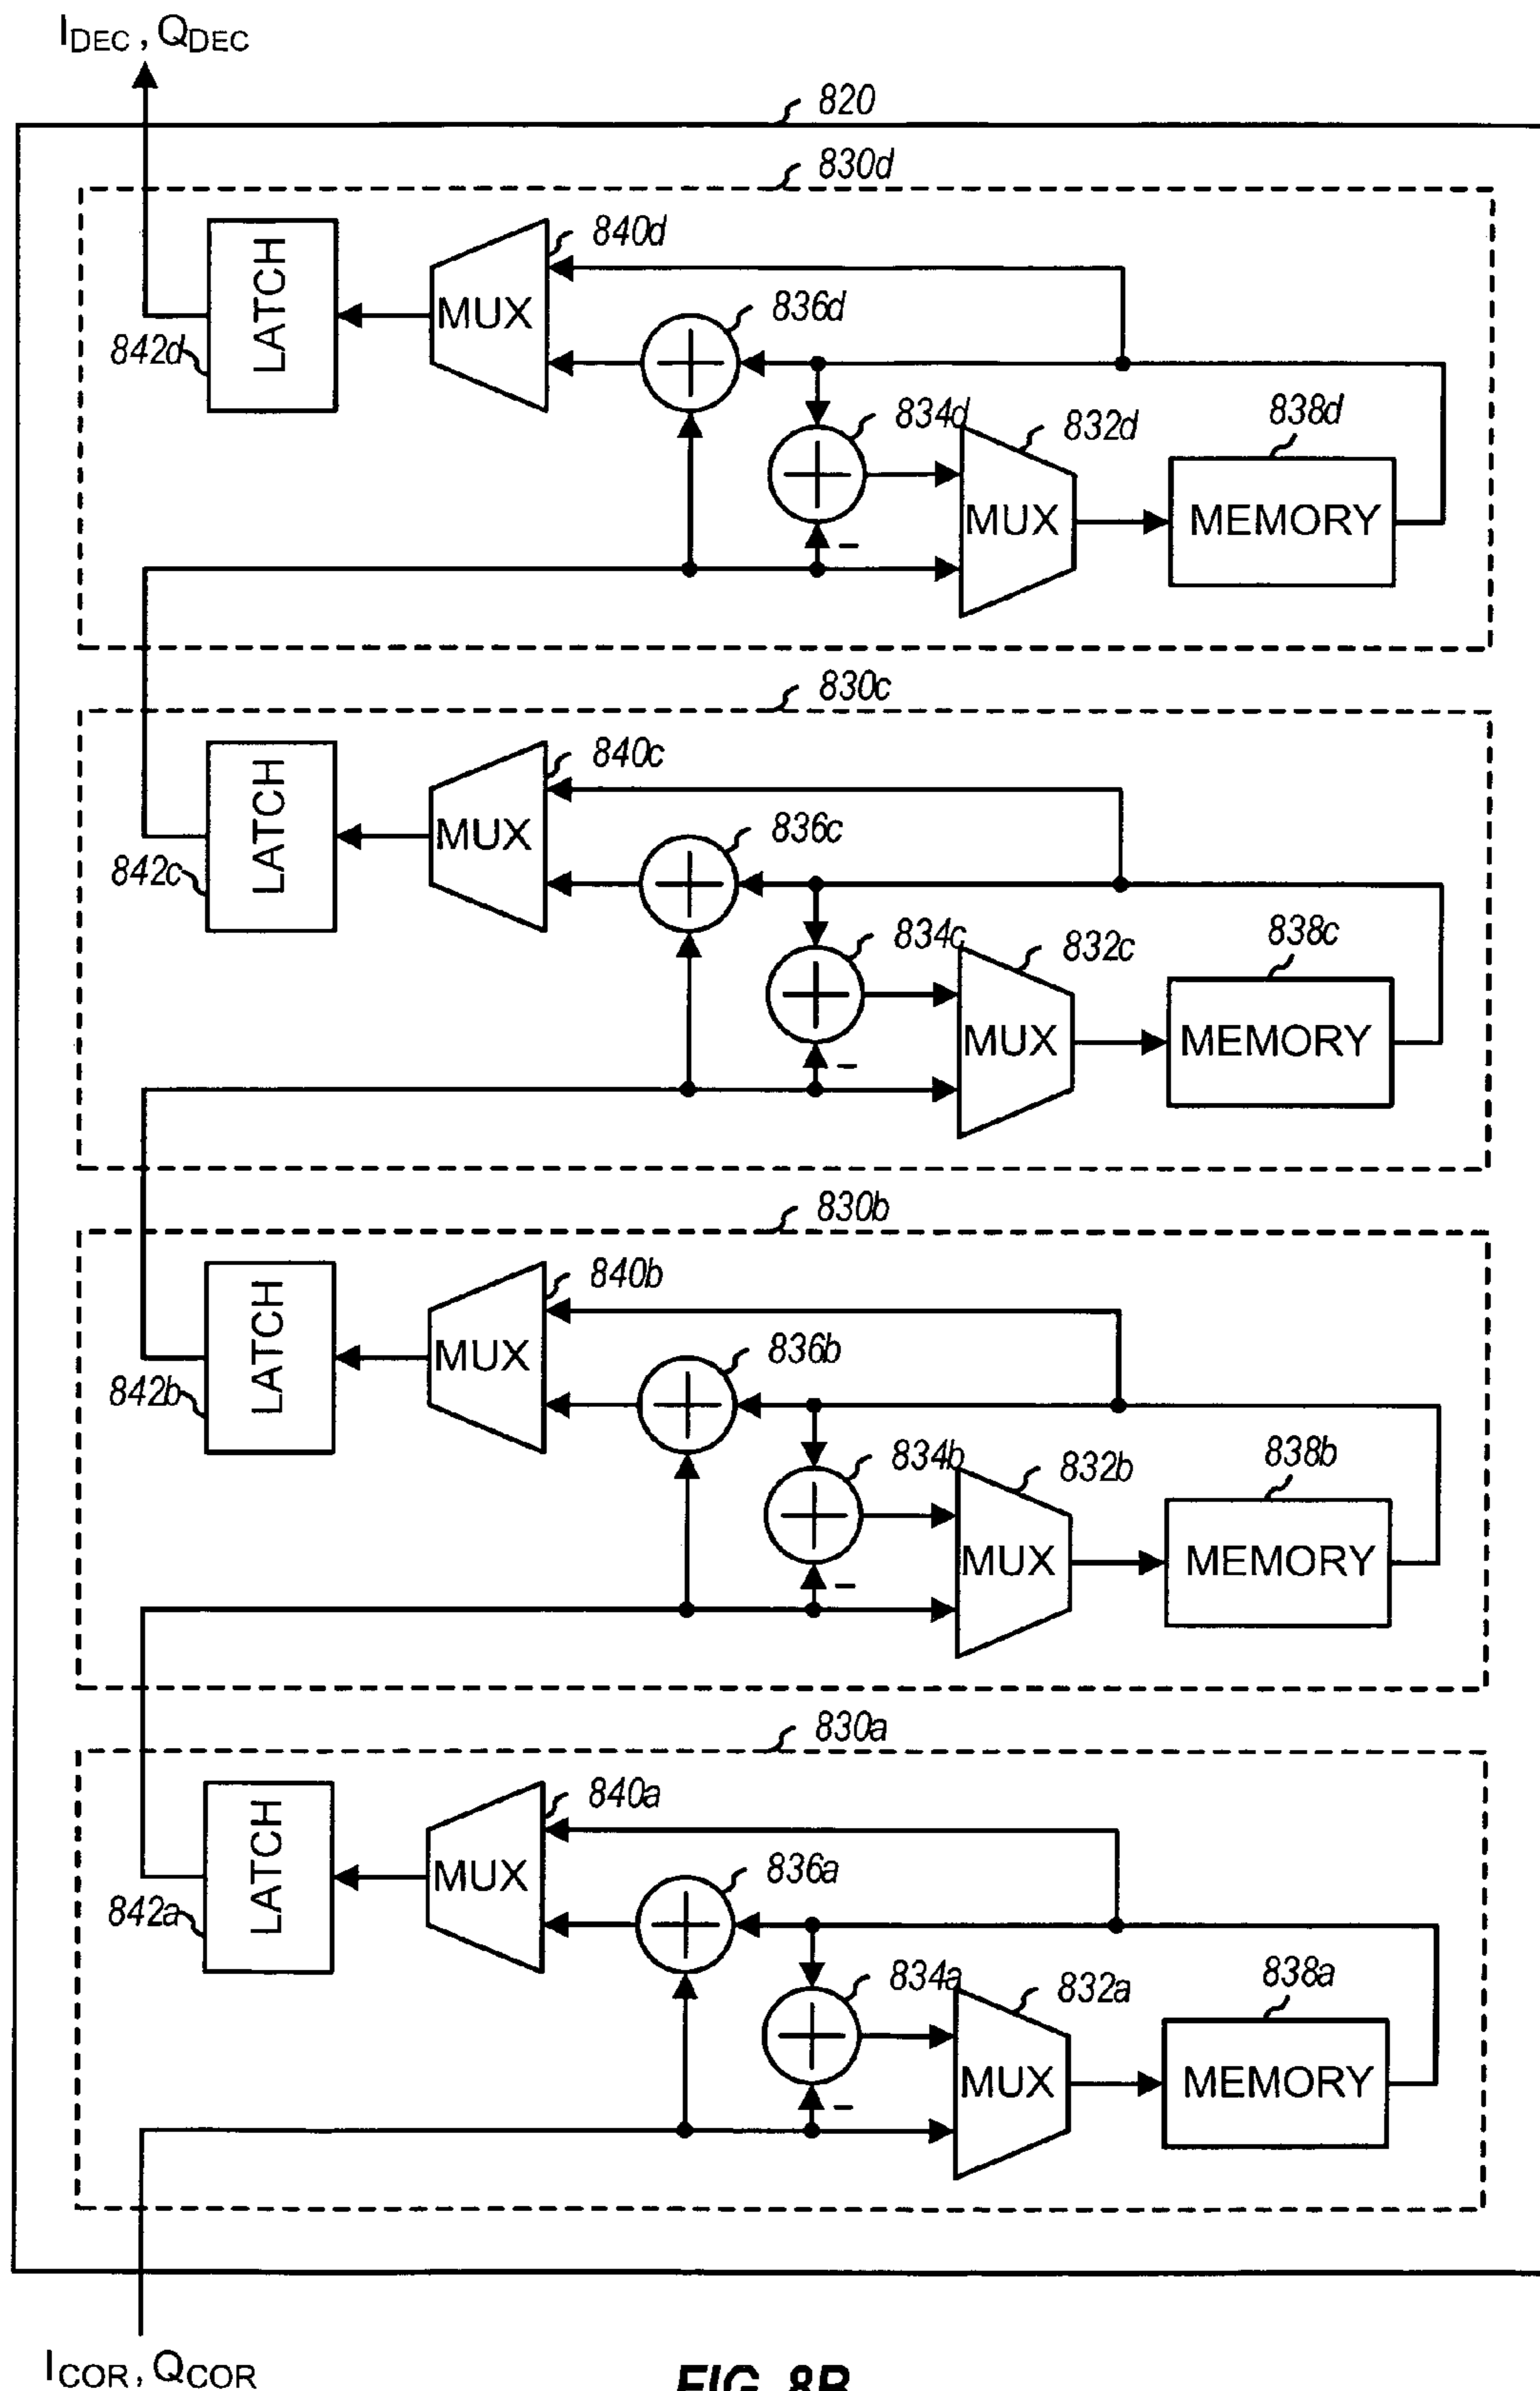 I_DEC, Q_DEC
820
830d
840d
LATCH
MUX
836d
842d
834d
832d
838d
MUX
MEMORY
830c
840c
LATCH
MUX
836c
842c
834c
832c
838c
MUX
MEMORY
830b
840b
LATCH
MUX
836b
842b
834b
832b
838b
MUX
MEMORY
830a
840a
LATCH
MUX
836a
842a
834a
832a
838a
MUX
MEMORY
I_COR, Q_COR
FIG. 8B